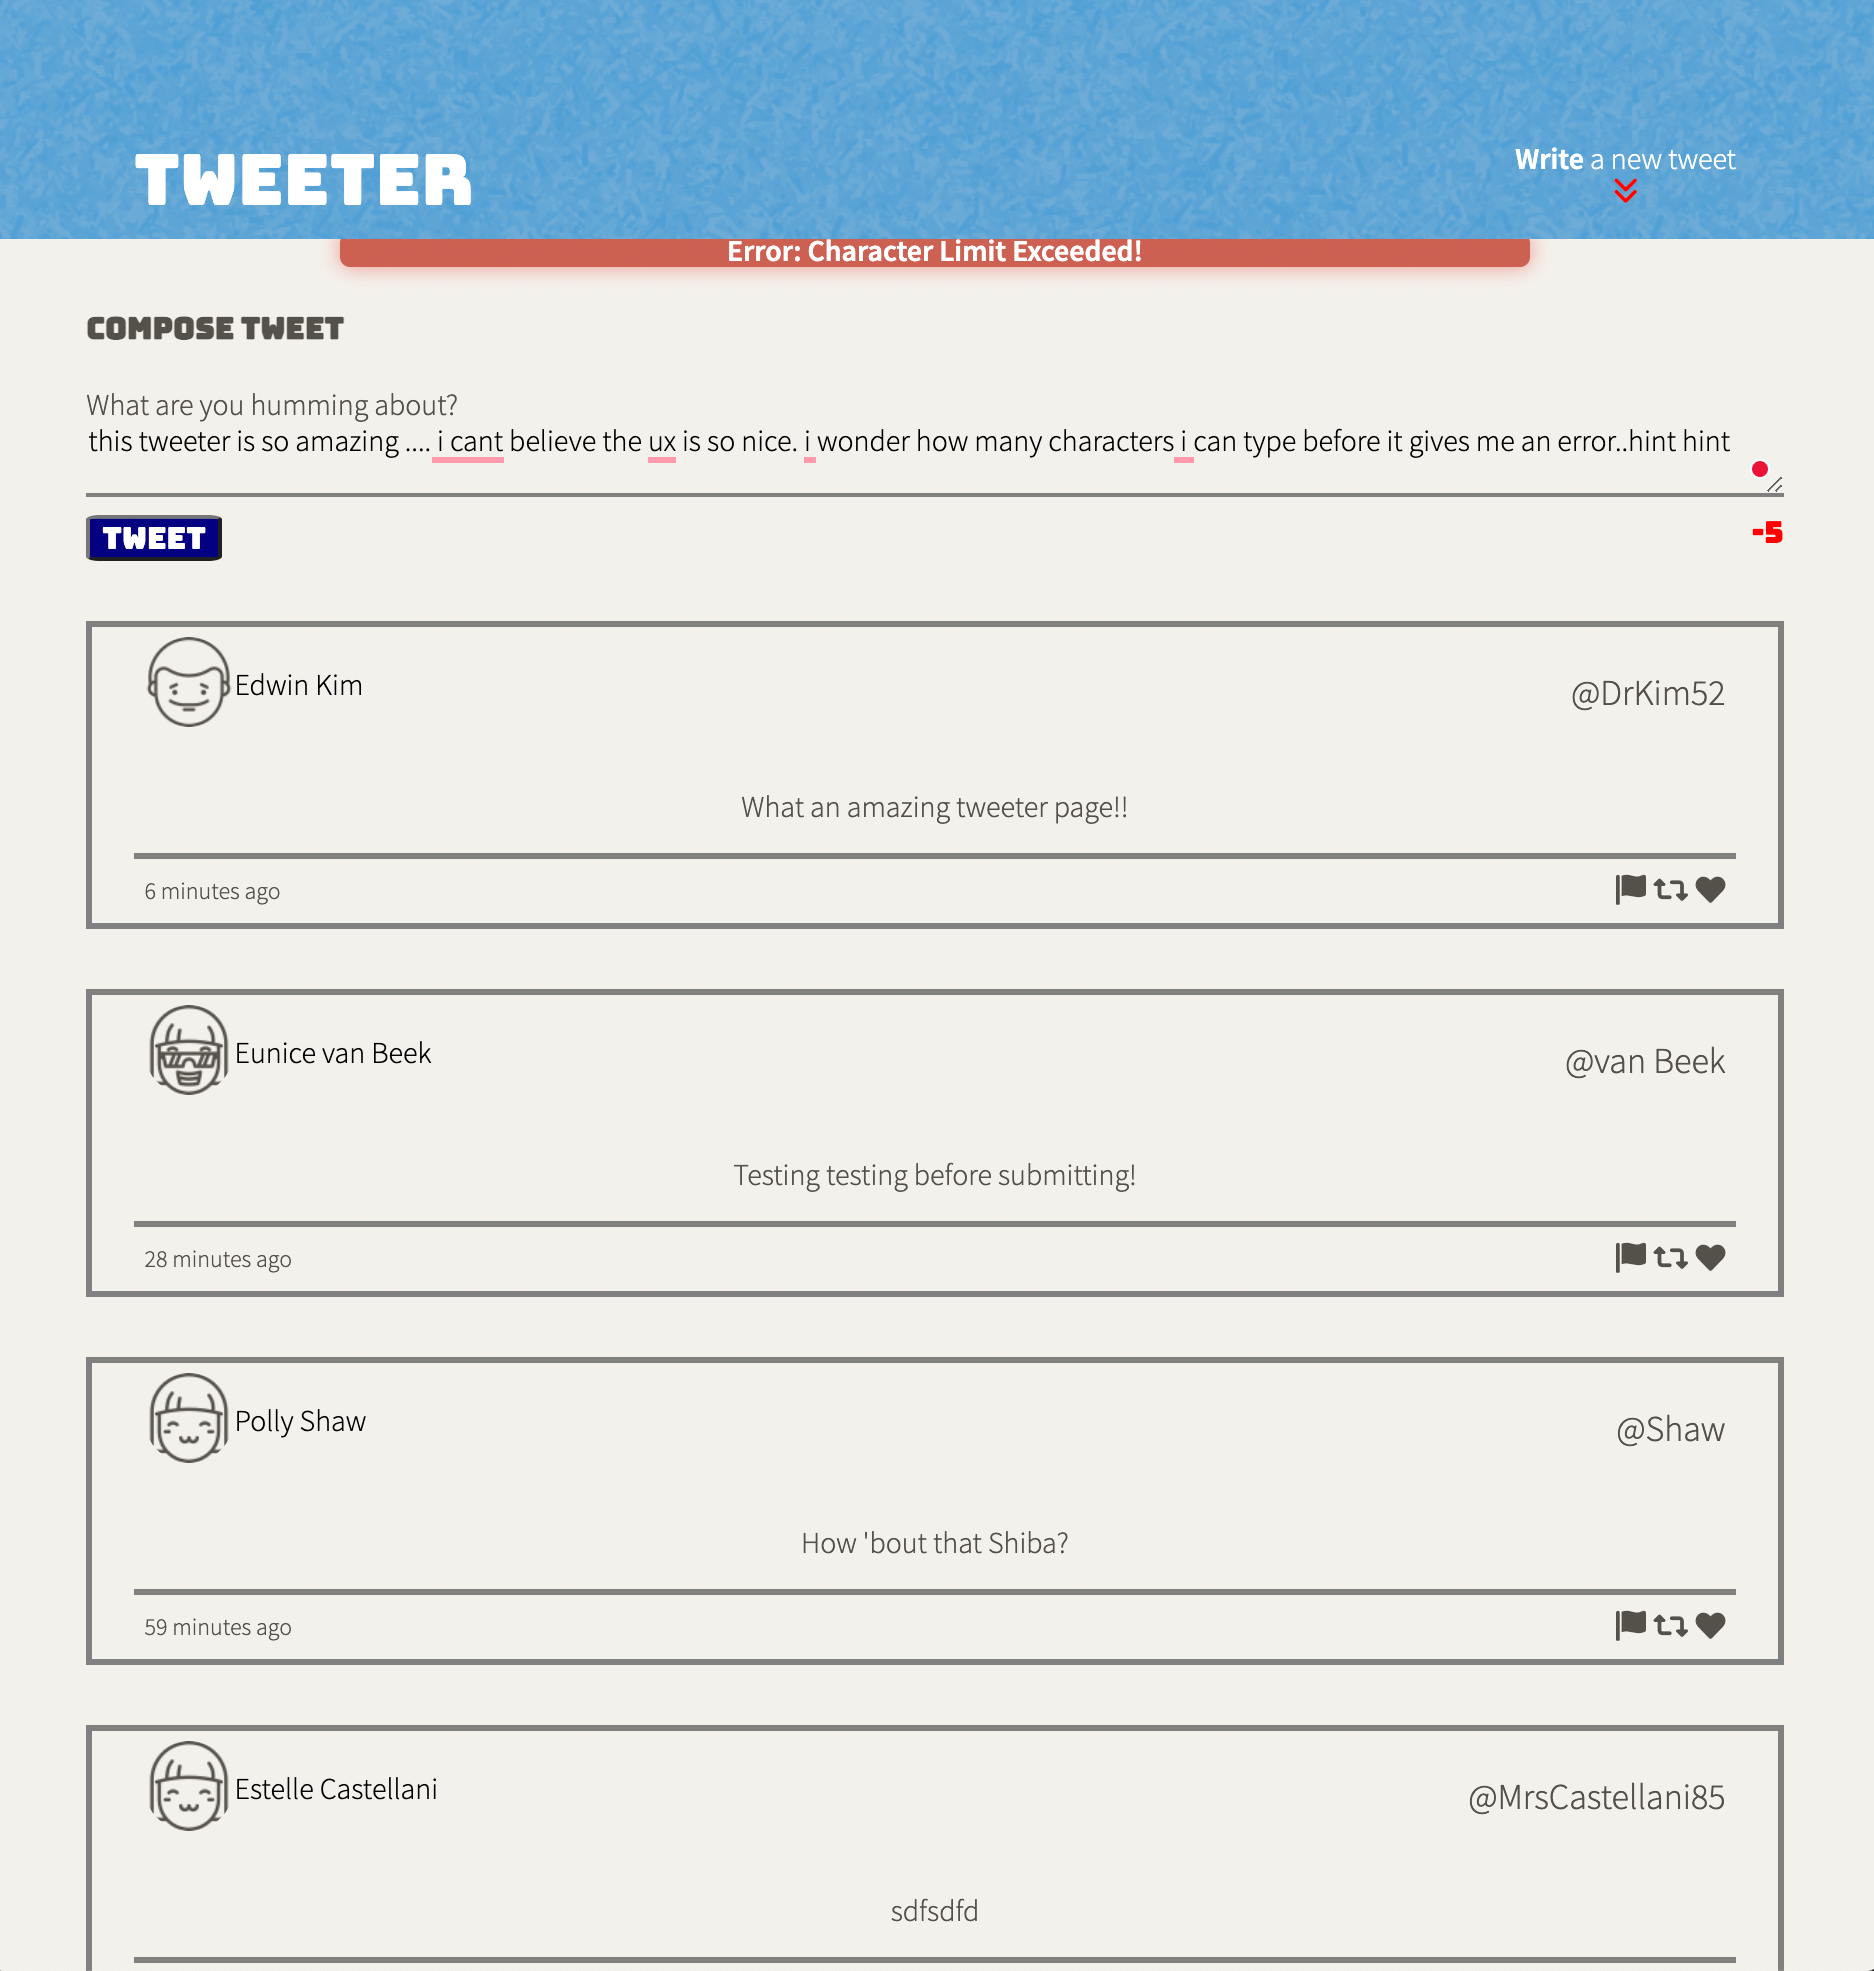 TWEETER
Write a new tweet
Error: Character Limit Exceeded!
COMPOSE TWEET
What are you humming about?
this tweeter is so amazing .... i cant believe the ux is so nice. i wonder how many characters i can type before it gives me an error..hint hint
TWEET
-5
Edwin Kim
@DrKim52
What an amazing tweeter page!!
6 minutes ago
Eunice van Beek
@van Beek
Testing testing before submitting!
28 minutes ago
Polly Shaw
@Shaw
How 'bout that Shiba?
59 minutes ago
Estelle Castellani
@MrsCastellani85
sdfsdfd